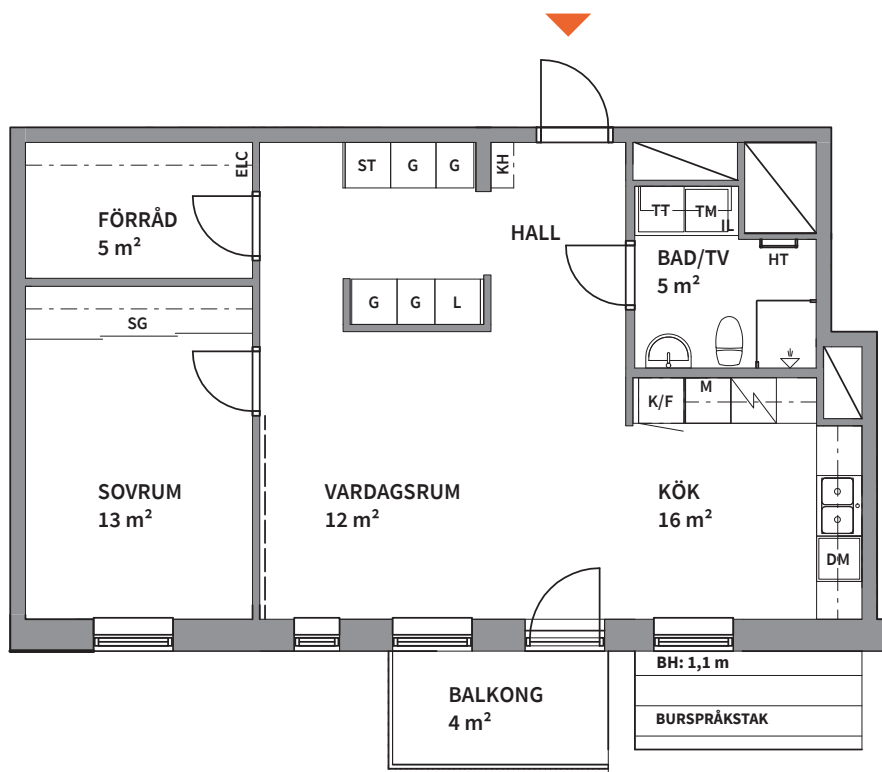 ELC
ST G G
KH
FÖRRÅD
5 m²
HALL
TT TM
IL
BAD/TV
5 m²
HT
G G L
SG
K/F M
SOVRUM
13 m²
VARDAGSRUM
12 m²
KÖK
16 m²
DM
BH: 1,1 m
BALKONG
4 m²
BURSPRÅKSTAK